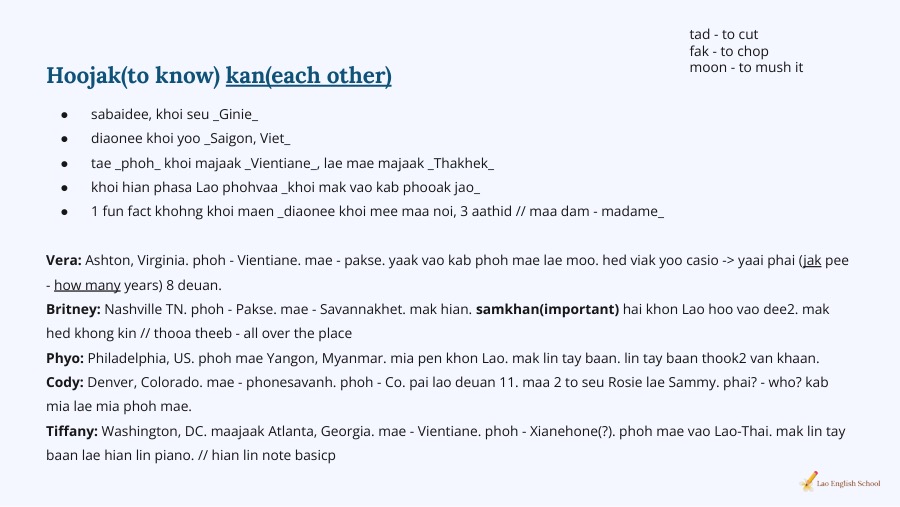 tad - to cut
fak - to chop
moon - to mush it
Hoojak(to know) kan(each other)
● sabaidee, khoi seu _Ginie_
● diaonee khoi yoo _Saigon, Viet_
● tae _phoh_ khoi majaak _Vientiane_, lae mae majaak _Thakhek_
● khoi hian phasa Lao phohvaa _khoi mak vao kab phooak jao_
● 1 fun fact khohng khoi maen _diaonee khoi mee maa noi, 3 aathid // maa dam - madame_
Vera: Ashton, Virginia. phoh - Vientiane. mae - pakse. yaak vao kab phoh mae lae moo. hed viak yoo casio -> yaai phai (jak pee
- how many years) 8 deuan.
Britney: Nashville TN. phoh - Pakse. mae - Savannakhet. mak hian. samkhan(important) hai khon Lao hoo vao dee2. mak
hed khong kin // thooa theeb - all over the place
Phyo: Philadelphia, US. phoh mae Yangon, Myanmar. mia pen khon Lao. mak lin tay baan. lin tay baan thook2 van khaan.
Cody: Denver, Colorado. mae - phonesavanh. phoh - Co. pai lao deuan 11. maa 2 to seu Rosie lae Sammy. phai? - who? kab
mia lae mia phoh mae.
Tiffany: Washington, DC. maajaak Atlanta, Georgia. mae - Vientiane. phoh - Xianehone(?). phoh mae vao Lao-Thai. mak lin tay
baan lae hian lin piano. // hian lin note basicp
Lao English School